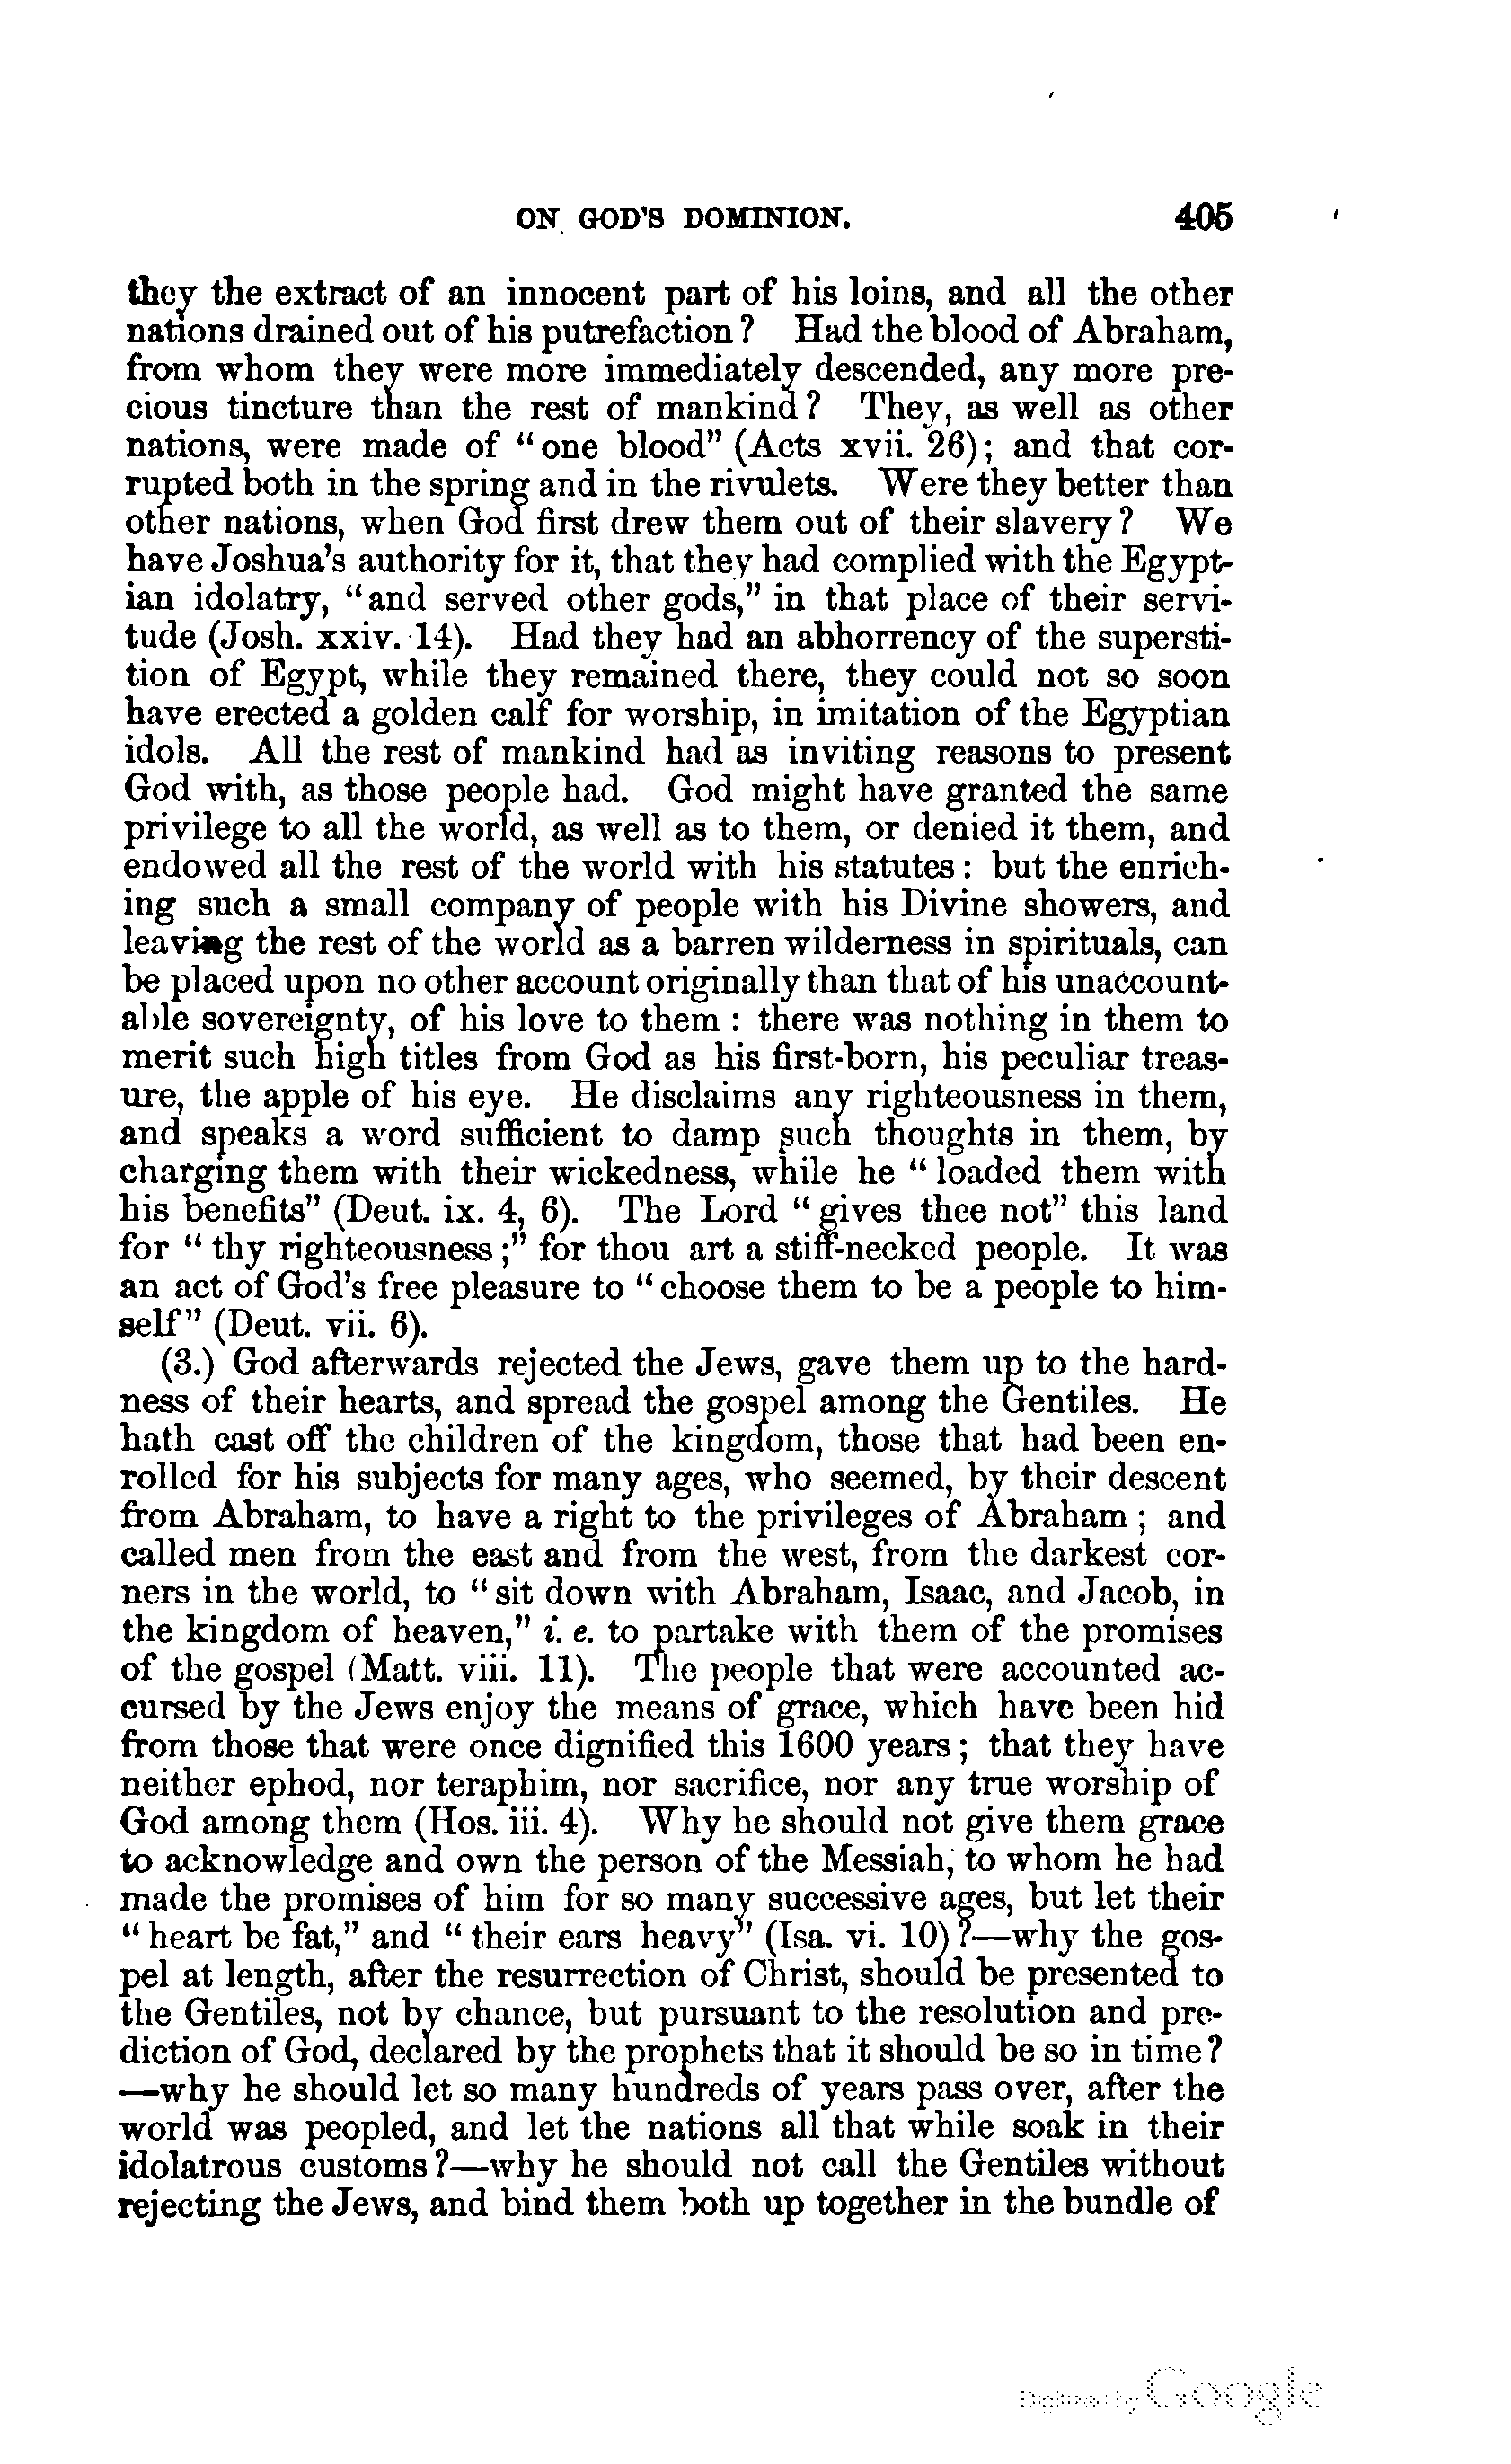 ON GOD'S DOMINION. 405
they the extract of an innocent part of his loins, and all the other
nations drained out of his putrefaction? Had the blood of Abraham,
from whom they were more immediately descended, any more pre-
cious tincture than the rest of mankind? They, as well as other
nations, were made of "one blood" (Acts xvii. 26); and that cor-
rupted both in the spring and in the rivulets. Were they better than
other nations, when God first drew them out of their slavery? We
have Joshua's authority for it, that they had complied with the Egypt-
ian idolatry, "and served other gods," in that place of their servi-
tude (Josh. xxiv. 14). Had they had an abhorrency of the supersti-
tion of Egypt, while they remained there, they could not so soon
have erected a golden calf for worship, in imitation of the Egyptian
idols. All the rest of mankind had as inviting reasons to present
God with, as those people had. God might have granted the same
privilege to all the world, as well as to them, or denied it them, and
endowed all the rest of the world with his statutes: but the enrich-
ing such a small company of people with his Divine showers, and
leaving the rest of the world as a barren wilderness in spirituals, can
be placed upon no other account originally than that of his unaccount-
able sovereignty, of his love to them: there was nothing in them to
merit such high titles from God as his first-born, his peculiar treas-
ure, the apple of his eye. He disclaims any righteousness in them,
and speaks a word sufficient to damp such thoughts in them, by
charging them with their wickedness, while he "loaded them with
his benefits" (Deut. ix. 4, 6). The Lord "gives thee not" this land
for "thy righteousness;" for thou art a stiff-necked people. It was
an act of God's free pleasure to "choose them to be a people to him-
self" (Deut. vii. 6).
(3.) God afterwards rejected the Jews, gave them up to the hard-
ness of their hearts, and spread the gospel among the Gentiles. He
hath cast off the children of the kingdom, those that had been en-
rolled for his subjects for many ages, who seemed, by their descent
from Abraham, to have a right to the privileges of Abraham; and
called men from the east and from the west, from the darkest cor-
ners in the world, to "sit down with Abraham, Isaac, and Jacob, in
the kingdom of heaven," i. e. to partake with them of the promises
of the gospel (Matt. viii. 11). The people that were accounted ac-
cursed by the Jews enjoy the means of grace, which have been hid
from those that were once dignified this 1600 years; that they have
neither ephod, nor teraphim, nor sacrifice, nor any true worship of
God among them (Hos. iii. 4). Why he should not give them grace
to acknowledge and own the person of the Messiah, to whom he had
made the promises of him for so many successive ages, but let their
"heart be fat," and "their ears heavy" (Isa. vi. 10)?—why the gos-
pel at length, after the resurrection of Christ, should be presented to
the Gentiles, not by chance, but pursuant to the resolution and pre-
diction of God, declared by the prophets that it should be so in time?
—why he should let so many hundreds of years pass over, after the
world was peopled, and let the nations all that while soak in their
idolatrous customs?—why he should not call the Gentiles without
rejecting the Jews, and bind them both up together in the bundle of
Digitized by Google